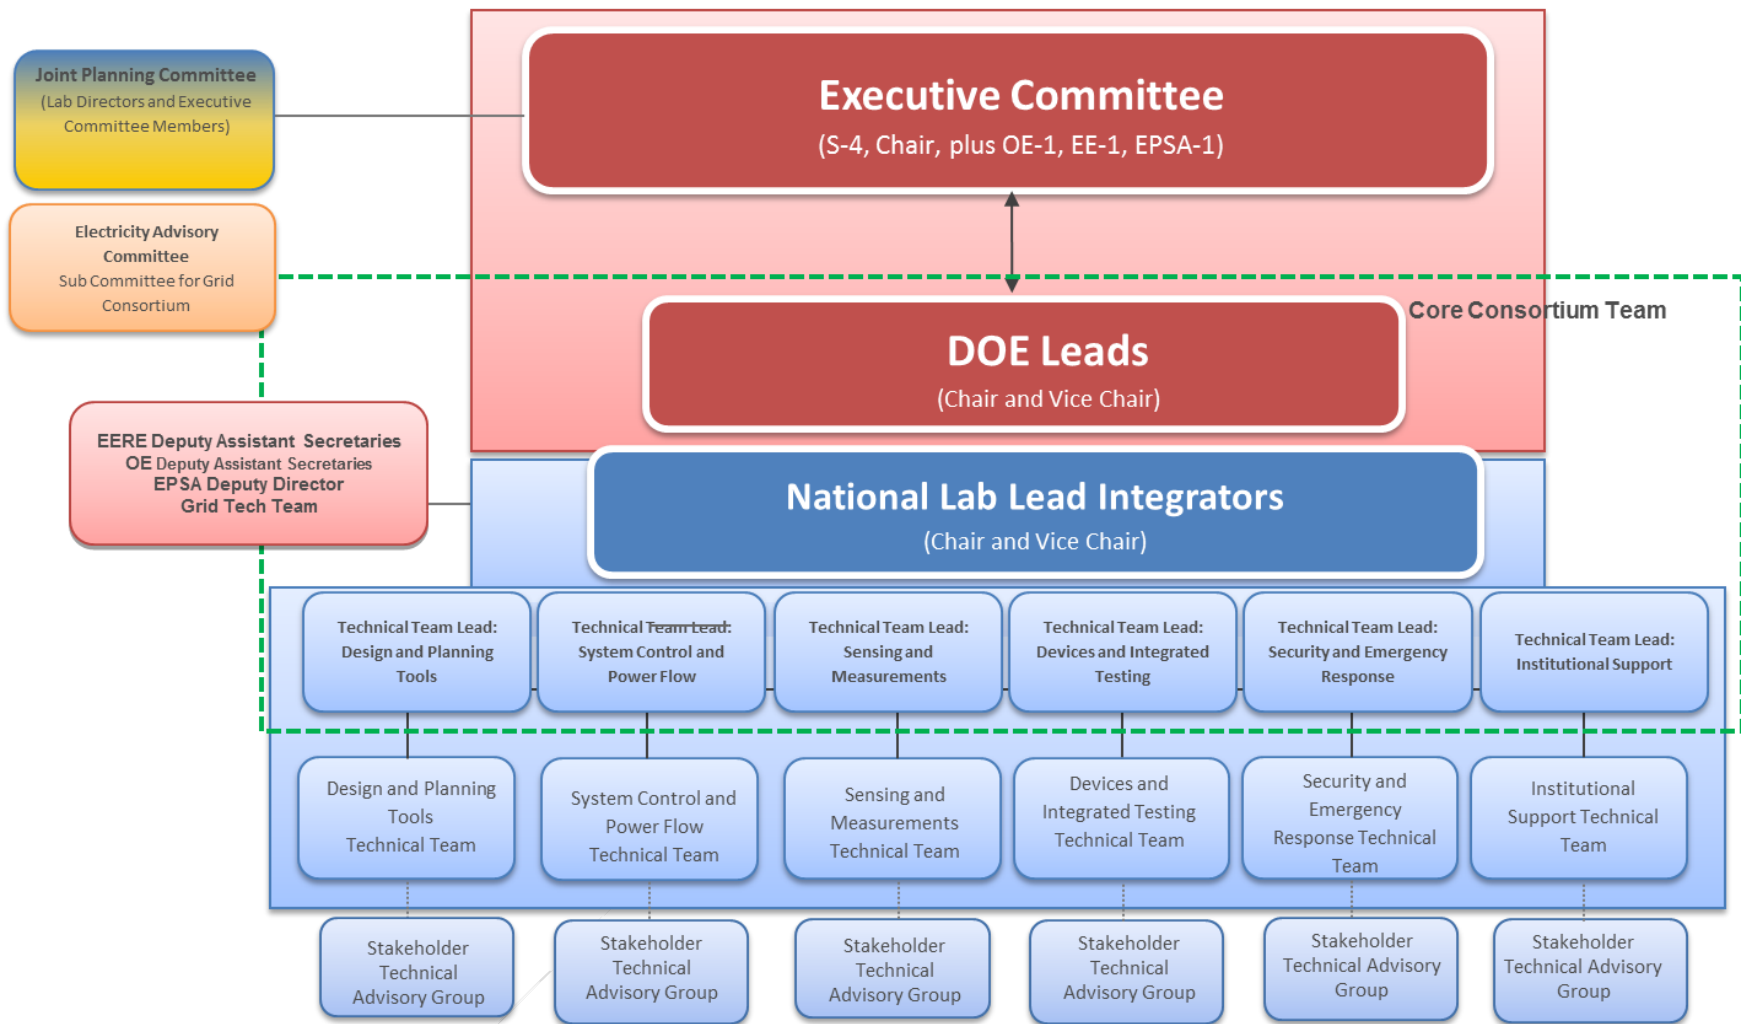 Joint Planning Committee
(Lab Directors and Executive
Committee Members)
Executive Committee
(S-4, Chair, plus OE-1, EE-1, EPSA-1)
Electricity Advisory
Committee
Sub Committee for Grid
Consortium
Core Consortium Team
DOE Leads
(Chair and Vice Chair)
EERE Deputy Assistant Secretaries
OE Deputy Assistant Secretaries
EPSA Deputy Director
Grid Tech Team
National Lab Lead Integrators
(Chair and Vice Chair)
Technical Team Lead:
Design and Planning
Tools
Technical Team Lead:
System Control and
Power Flow
Technical Team Lead:
Sensing and
Measurements
Technical Team Lead:
Devices and Integrated
Testing
Technical Team Lead:
Security and Emergency
Response
Technical Team Lead:
Institutional Support
Design and Planning
Tools
Technical Team
System Control and
Power Flow
Technical Team
Sensing and
Measurements
Technical Team
Devices and
Integrated Testing
Technical Team
Security and
Emergency
Response Technical
Team
Institutional
Support Technical
Team
Stakeholder
Technical
Advisory Group
Stakeholder
Technical
Advisory Group
Stakeholder
Technical
Advisory Group
Stakeholder
Technical
Advisory Group
Stakeholder
Technical Advisory
Group
Stakeholder
Technical Advisory
Group